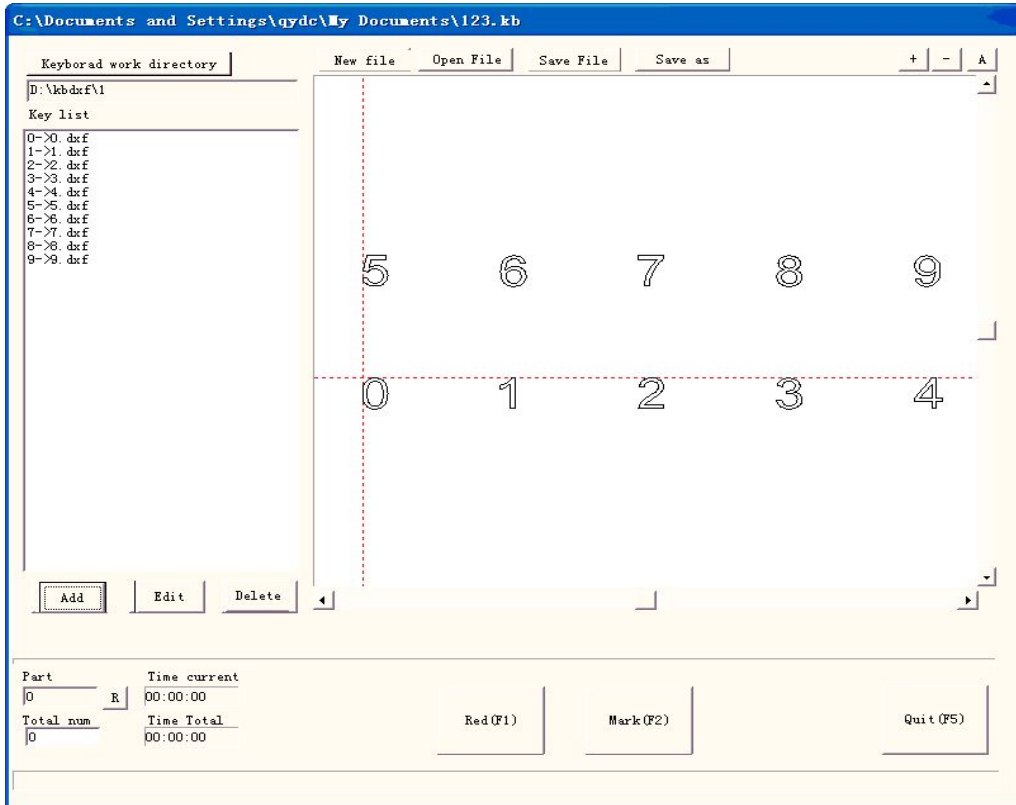 C:\Documents and Settings\qydc\My Documents\123.kb
Keyborad work directory
New file Open File Save File Save as + - A
D:\kbdxf\1
Key list
0->0.dxf
1->1.dxf
2->2.dxf
3->3.dxf
4->4.dxf
5->5.dxf
6->6.dxf
7->7.dxf
8->8.dxf
9->9.dxf
5 6 7 8 9
0 1 2 3 4
Add Edit Delete
Part Time current
0 R 00:00:00
Total num Time Total
0 00:00:00
Red(F1) Mark(F2) Quit(F5)